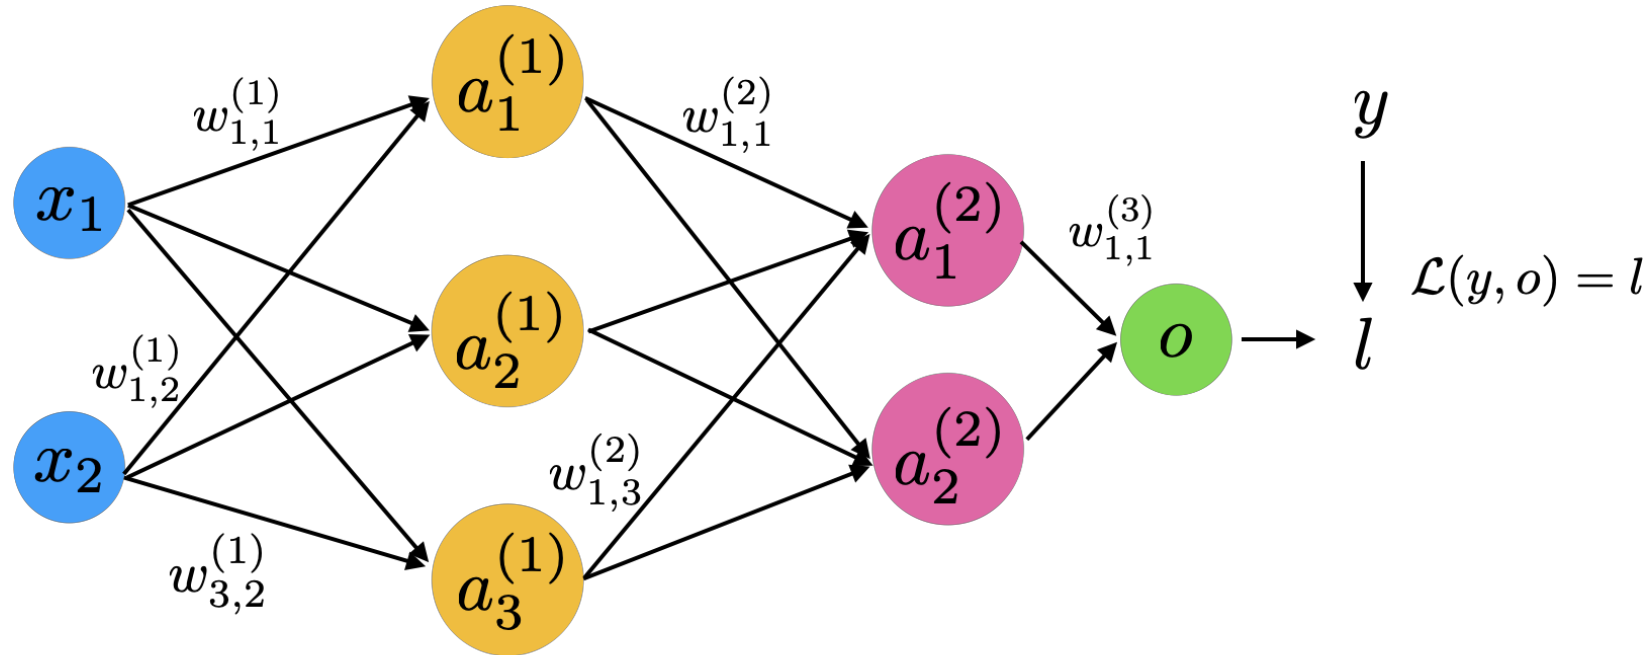 x_1
x_2
w_{1,1}^{(1)}
w_{1,2}^{(1)}
w_{3,2}^{(1)}
a_1^{(1)}
a_2^{(1)}
a_3^{(1)}
w_{1,1}^{(2)}
w_{1,3}^{(2)}
a_1^{(2)}
a_2^{(2)}
w_{1,1}^{(3)}
o
y
l
\mathcal{L}(y, o) = l